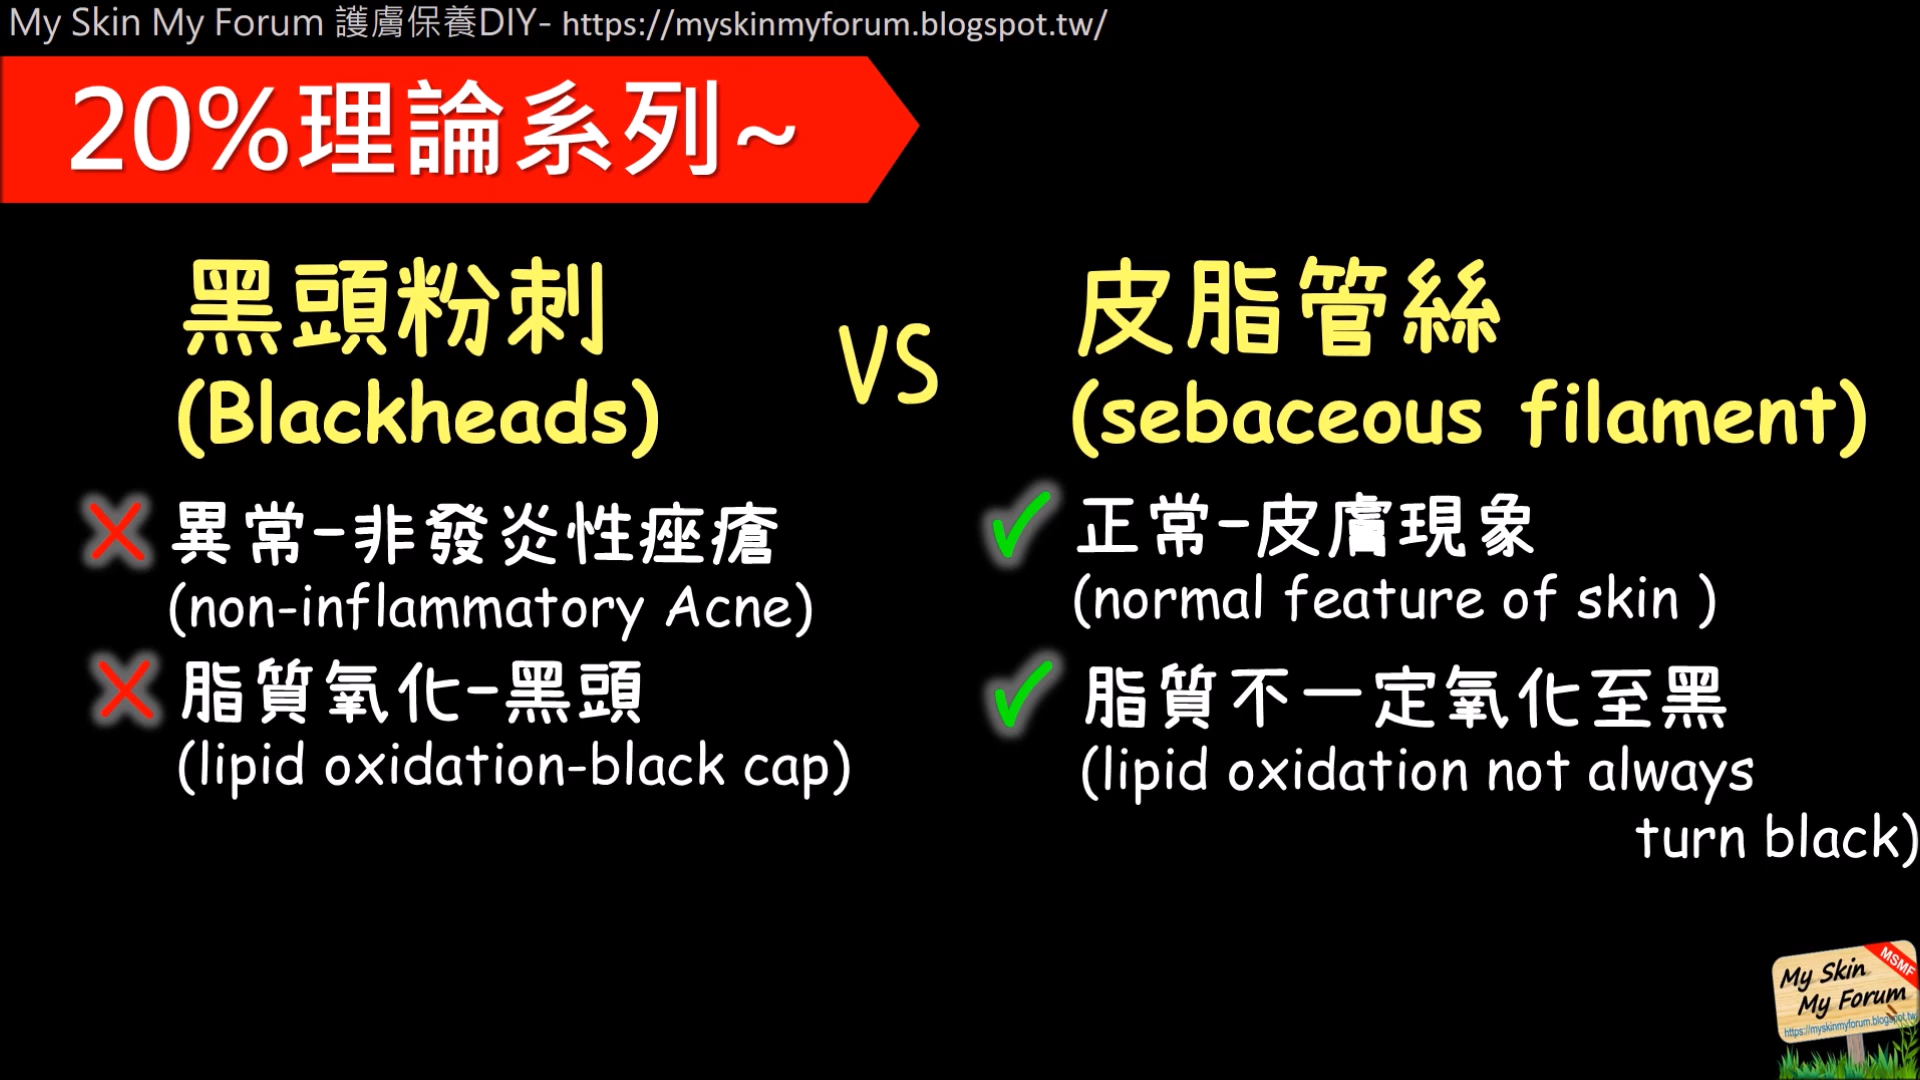 My Skin My Forum 護膚保養DIY- https://myskinmyforum.blogspot.tw/
20%理論系列~
黑頭粉刺
(Blackheads)
VS
皮脂管絲
(sebaceous filament)
異常-非發炎性痤瘡
(non-inflammatory Acne)
脂質氧化-黑頭
(lipid oxidation-black cap)
正常-皮膚現象
(normal feature of skin )
脂質不一定氧化至黑
(lipid oxidation not always
turn black)
MSMF
My Skin
My Forum
https://myskinmyforum.blogspot.tw/